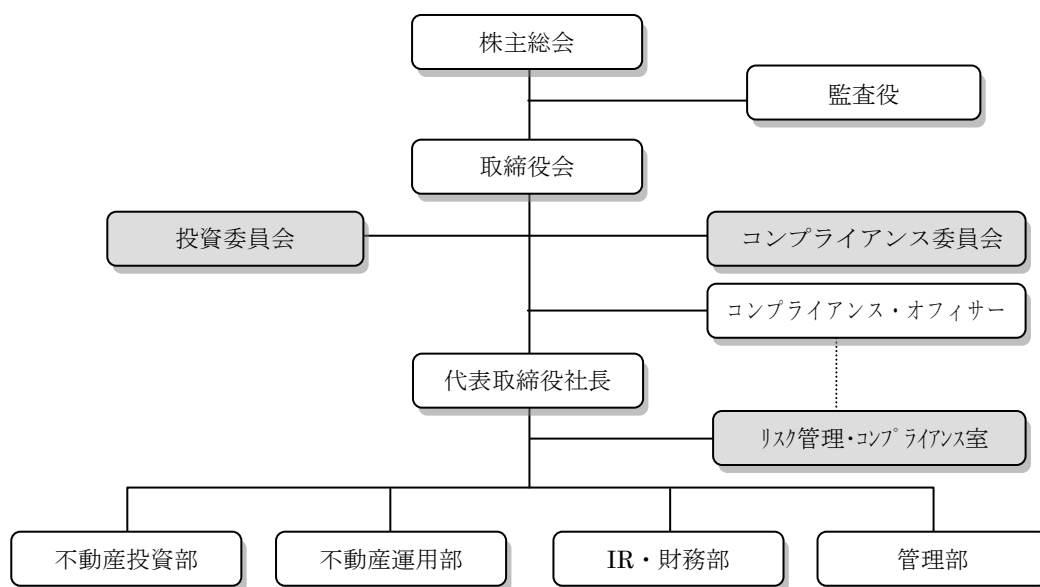 株主総会
監査役
取締役会
投資委員会
コンプライアンス委員会
コンプライアンス・オフィサー
代表取締役社長
ﾘｽｸ管理･ｺﾝﾌﾟﾗｲｱﾝｽ室
不動産投資部
不動産運用部
IR・財務部
管理部